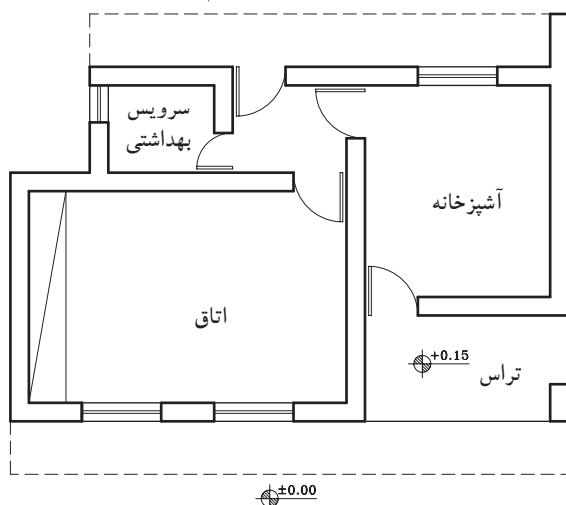 سرویس
بهداشتی
آشپزخانه
اتاق
+0.15
تراس
±0.00